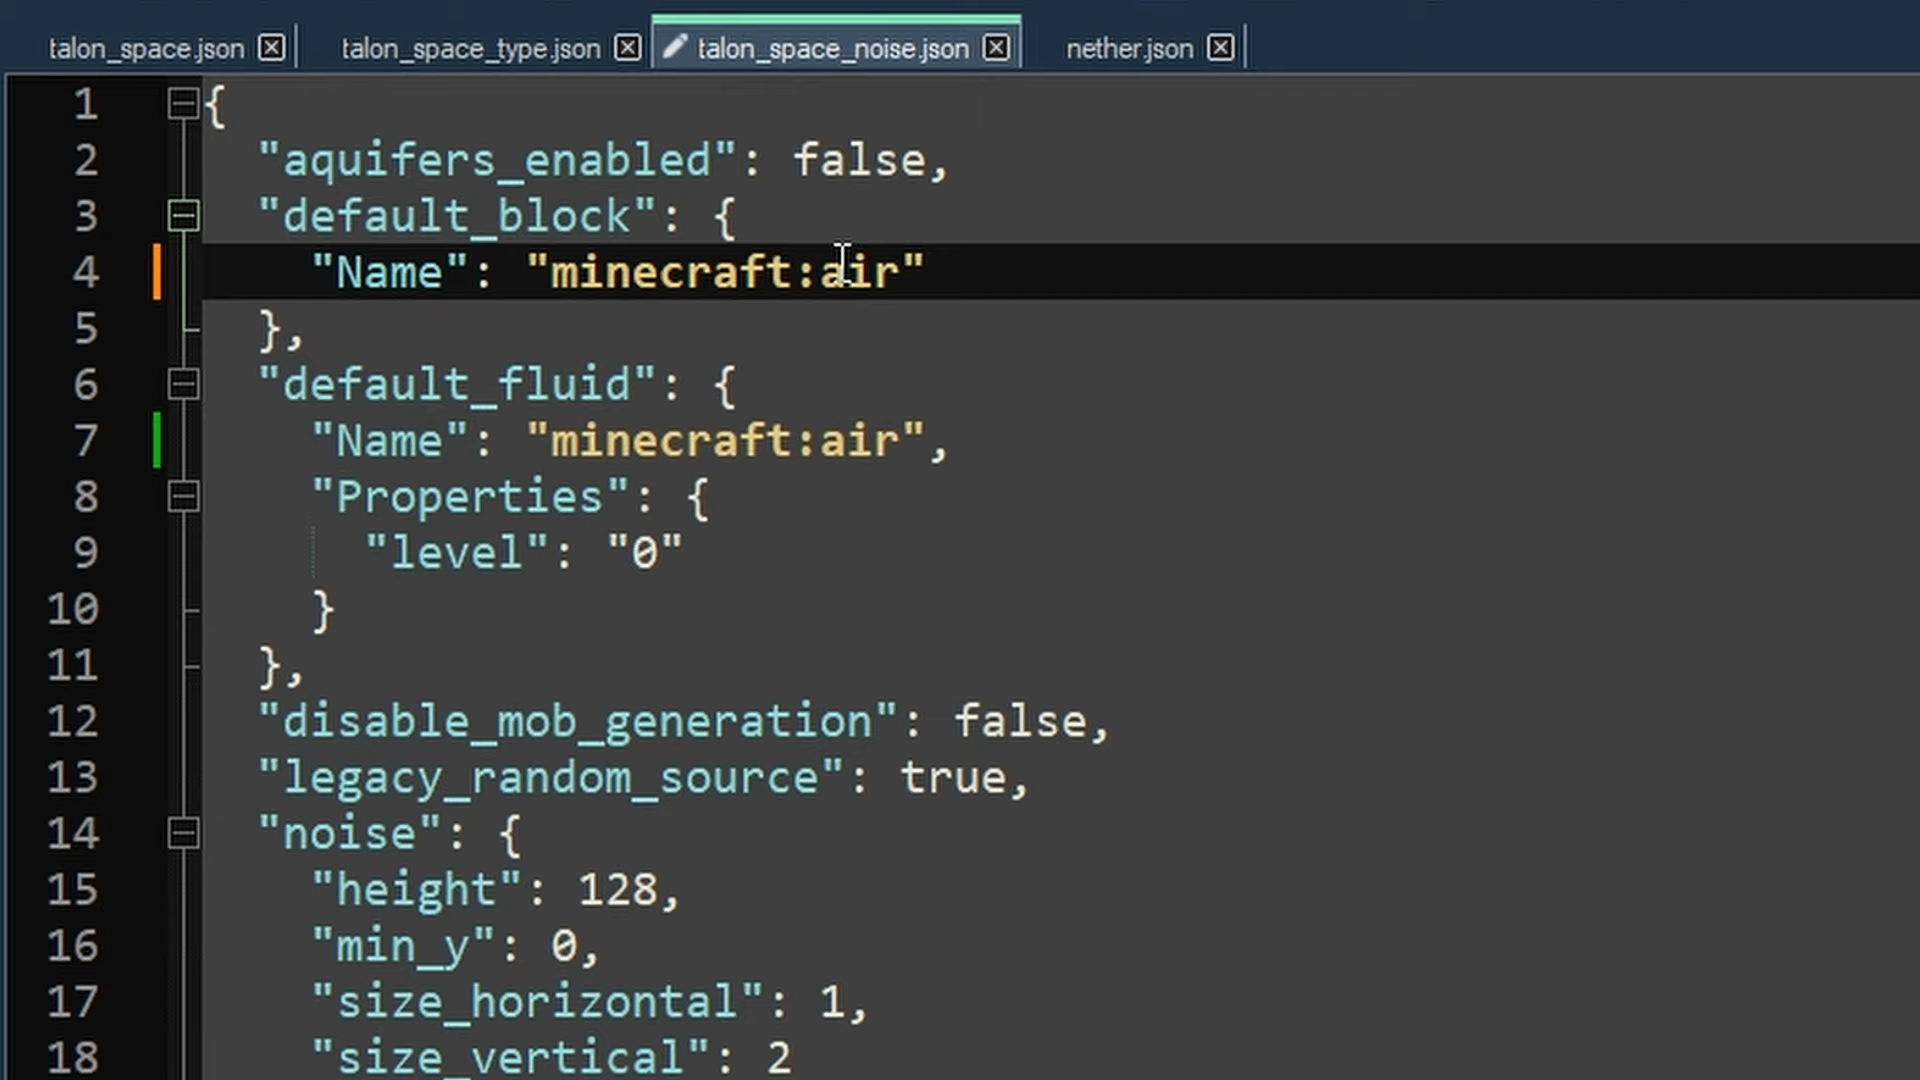 talon_space.json talon_space_type.json talon_space_noise.json nether.json
1 {
2 "aquifers_enabled": false,
3 "default_block": {
4 "Name": "minecraft:air"
5 },
6 "default_fluid": {
7 "Name": "minecraft:air",
8 "Properties": {
9 "level": "0"
10 }
11 },
12 "disable_mob_generation": false,
13 "legacy_random_source": true,
14 "noise": {
15 "height": 128,
16 "min_y": 0,
17 "size_horizontal": 1,
18 "size_vertical": 2